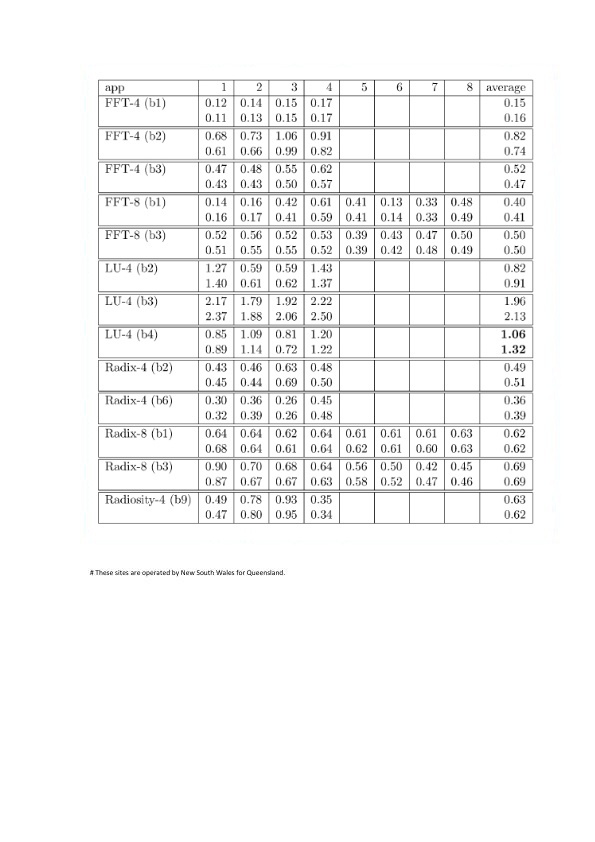 app 1 2 3 4 5 6 7 8 average
FFT-4 (b1) 0.12 0.14 0.15 0.17 0.15
0.11 0.13 0.15 0.17 0.16
FFT-4 (b2) 0.68 0.73 1.06 0.91 0.82
0.61 0.66 0.99 0.82 0.74
FFT-4 (b3) 0.47 0.48 0.55 0.62 0.52
0.43 0.43 0.50 0.57 0.47
FFT-8 (b1) 0.14 0.16 0.42 0.61 0.41 0.13 0.33 0.48 0.40
0.16 0.17 0.41 0.59 0.41 0.14 0.33 0.49 0.41
FFT-8 (b3) 0.52 0.56 0.52 0.53 0.39 0.43 0.47 0.50 0.50
0.51 0.55 0.55 0.52 0.39 0.42 0.48 0.49 0.50
LU-4 (b2) 1.27 0.59 0.59 1.43 0.82
1.40 0.61 0.62 1.37 0.91
LU-4 (b3) 2.17 1.79 1.92 2.22 1.96
2.37 1.88 2.06 2.50 2.13
LU-4 (b4) 0.85 1.09 0.81 1.20 1.06
0.89 1.14 0.72 1.22 1.32
Radix-4 (b2) 0.43 0.46 0.63 0.48 0.49
0.45 0.44 0.69 0.50 0.51
Radix-4 (b6) 0.30 0.36 0.26 0.45 0.36
0.32 0.39 0.26 0.48 0.39
Radix-8 (b1) 0.64 0.64 0.62 0.64 0.61 0.61 0.61 0.63 0.62
0.68 0.64 0.61 0.64 0.62 0.61 0.60 0.63 0.62
Radix-8 (b3) 0.90 0.70 0.68 0.64 0.56 0.50 0.42 0.45 0.69
0.87 0.67 0.67 0.63 0.58 0.52 0.47 0.46 0.69
Radiosity-4 (b9) 0.49 0.78 0.93 0.35 0.63
0.47 0.80 0.95 0.34 0.62
# These sites are operated by New South Wales for Queensland.